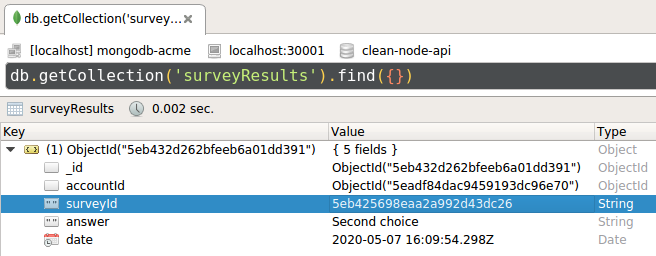 db.getCollection('survey...
[localhost] mongodb-acme localhost:30001 clean-node-api
db.getCollection('surveyResults').find({})
surveyResults 0.002 sec.
Key Value Type
(1) ObjectId("5eb432d262bfeeb6a01dd391") { 5 fields } Object
_id ObjectId("5eb432d262bfeeb6a01dd391") ObjectId
accountId ObjectId("5eadf84dac9459193dc96e70") ObjectId
surveyId 5eb425698eaa2a992d43dc26 String
answer Second choice String
date 2020-05-07 16:09:54.298Z Date